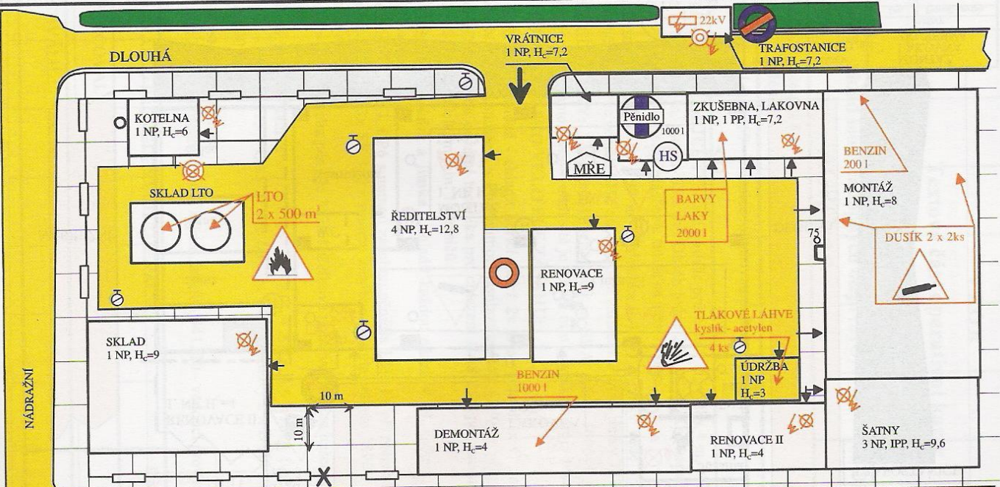 DLOUHÁ
NÁDRAŽNÍ
VRÁTNICE
1 NP, Hc=7,2
22kV
TRAFOSTANICE
1 NP, Hc=7,2
KOTELNA
1 NP, Hc=6
Pěnidlo
1000 l
HS
MŘE
ZKUŠEBNA, LAKOVNA
1 NP, 1 PP, Hc=7,2
BENZIN
200 l
MONTÁŽ
1 NP, Hc=8
SKLAD LTO
LTO
2 x 500 m³
ŘEDITELSTVÍ
4 NP, Hc=12,8
BARVY
LAKY
2000 l
75
DUSÍK 2 x 2ks
RENOVACE
1 NP, Hc=9
TLAKOVÉ LÁHVE
kyslík - acetylen
4 ks
SKLAD
1 NP, Hc=9
ÚDRŽBA
1 NP
Hc=3
BENZIN
1000 l
10 m
10 m
DEMONTÁŽ
1 NP, Hc=4
RENOVACE II
1 NP, Hc=4
ŠATNY
3 NP, IPP, Hc=9,6